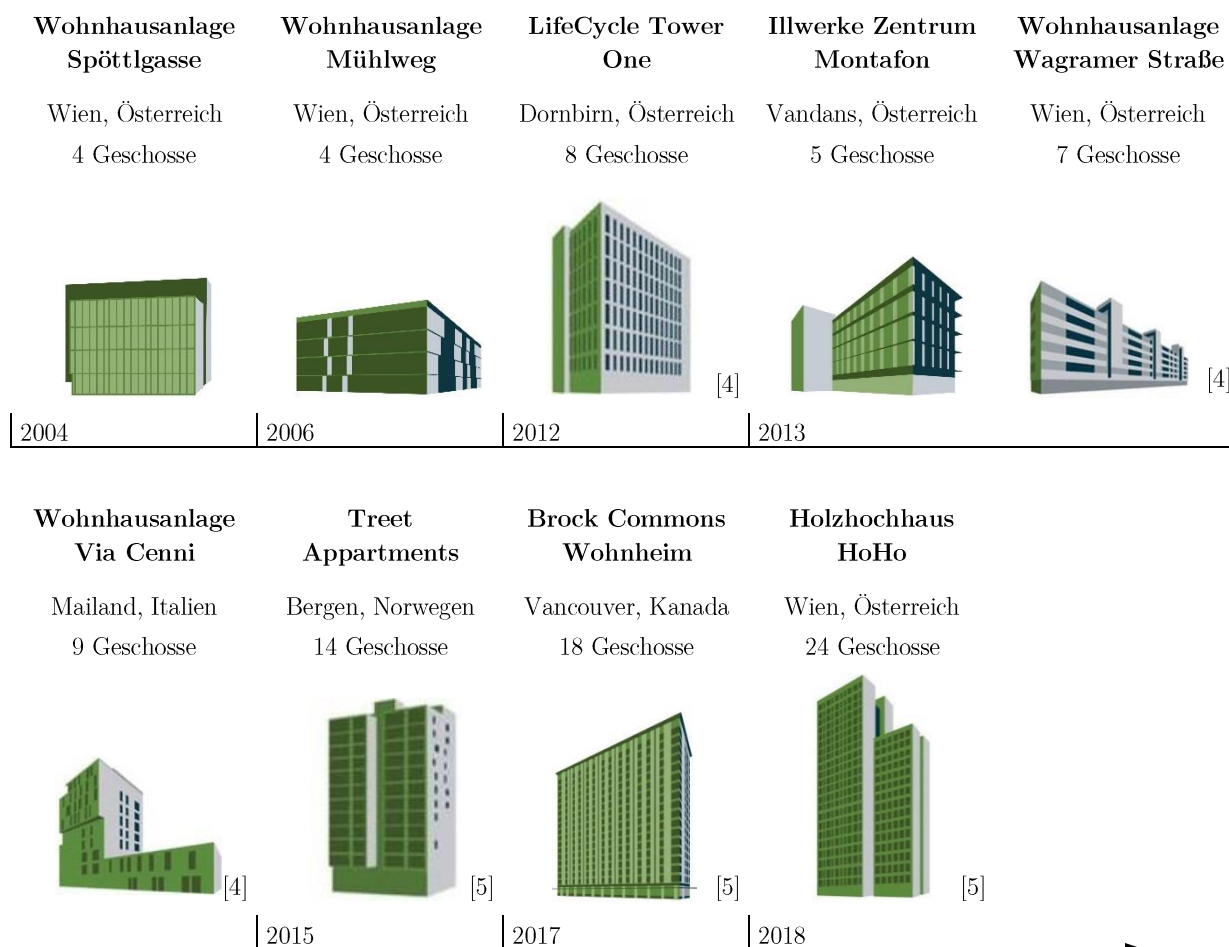 Wohnhausanlage
Spöttlgasse
Wien, Österreich
4 Geschosse
Wohnhausanlage
Mühlweg
Wien, Österreich
4 Geschosse
LifeCycle Tower
One
Dornbirn, Österreich
8 Geschosse
[4]
Illwerke Zentrum
Montafon
Vandans, Österreich
5 Geschosse
Wohnhausanlage
Wagramer Straße
Wien, Österreich
7 Geschosse
[4]
2004
2006
2012
2013
Wohnhausanlage
Via Cenni
Mailand, Italien
9 Geschosse
[4]
Treet
Appartments
Bergen, Norwegen
14 Geschosse
[5]
Brock Commons
Wohnheim
Vancouver, Kanada
18 Geschosse
[5]
Holzhochhaus
HoHo
Wien, Österreich
24 Geschosse
[5]
2015
2017
2018